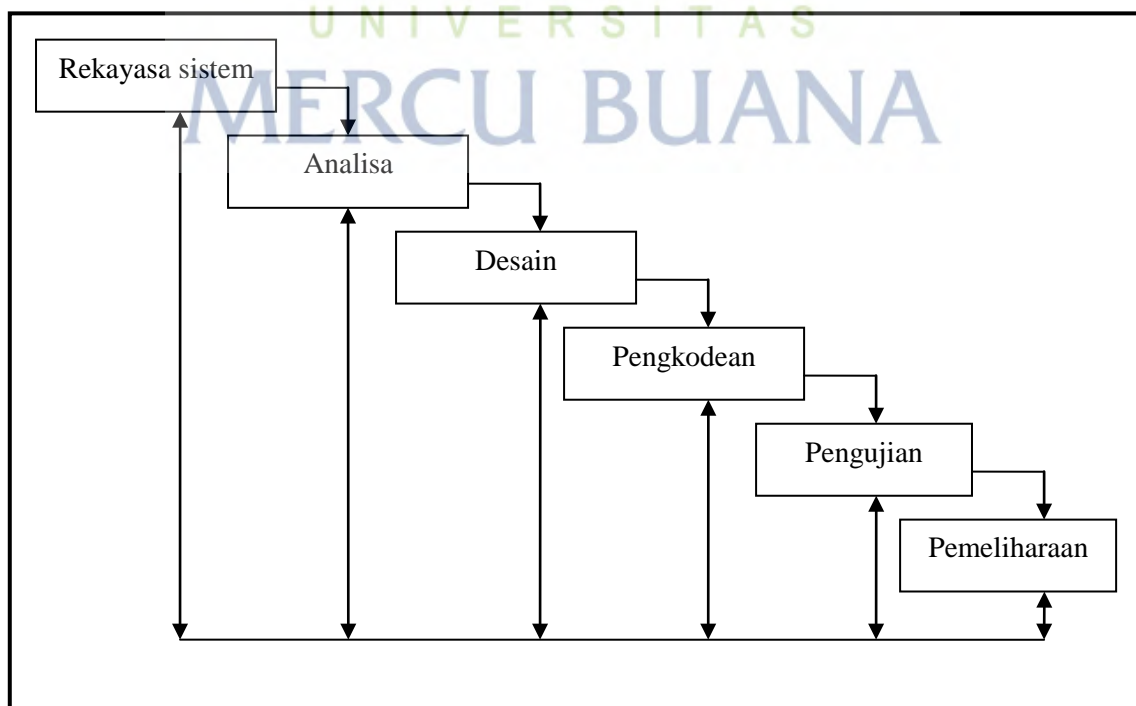 UNIVERSITAS
MERCU BUANA
Rekayasa sistem
Analisa
Desain
Pengkodean
Pengujian
Pemeliharaan